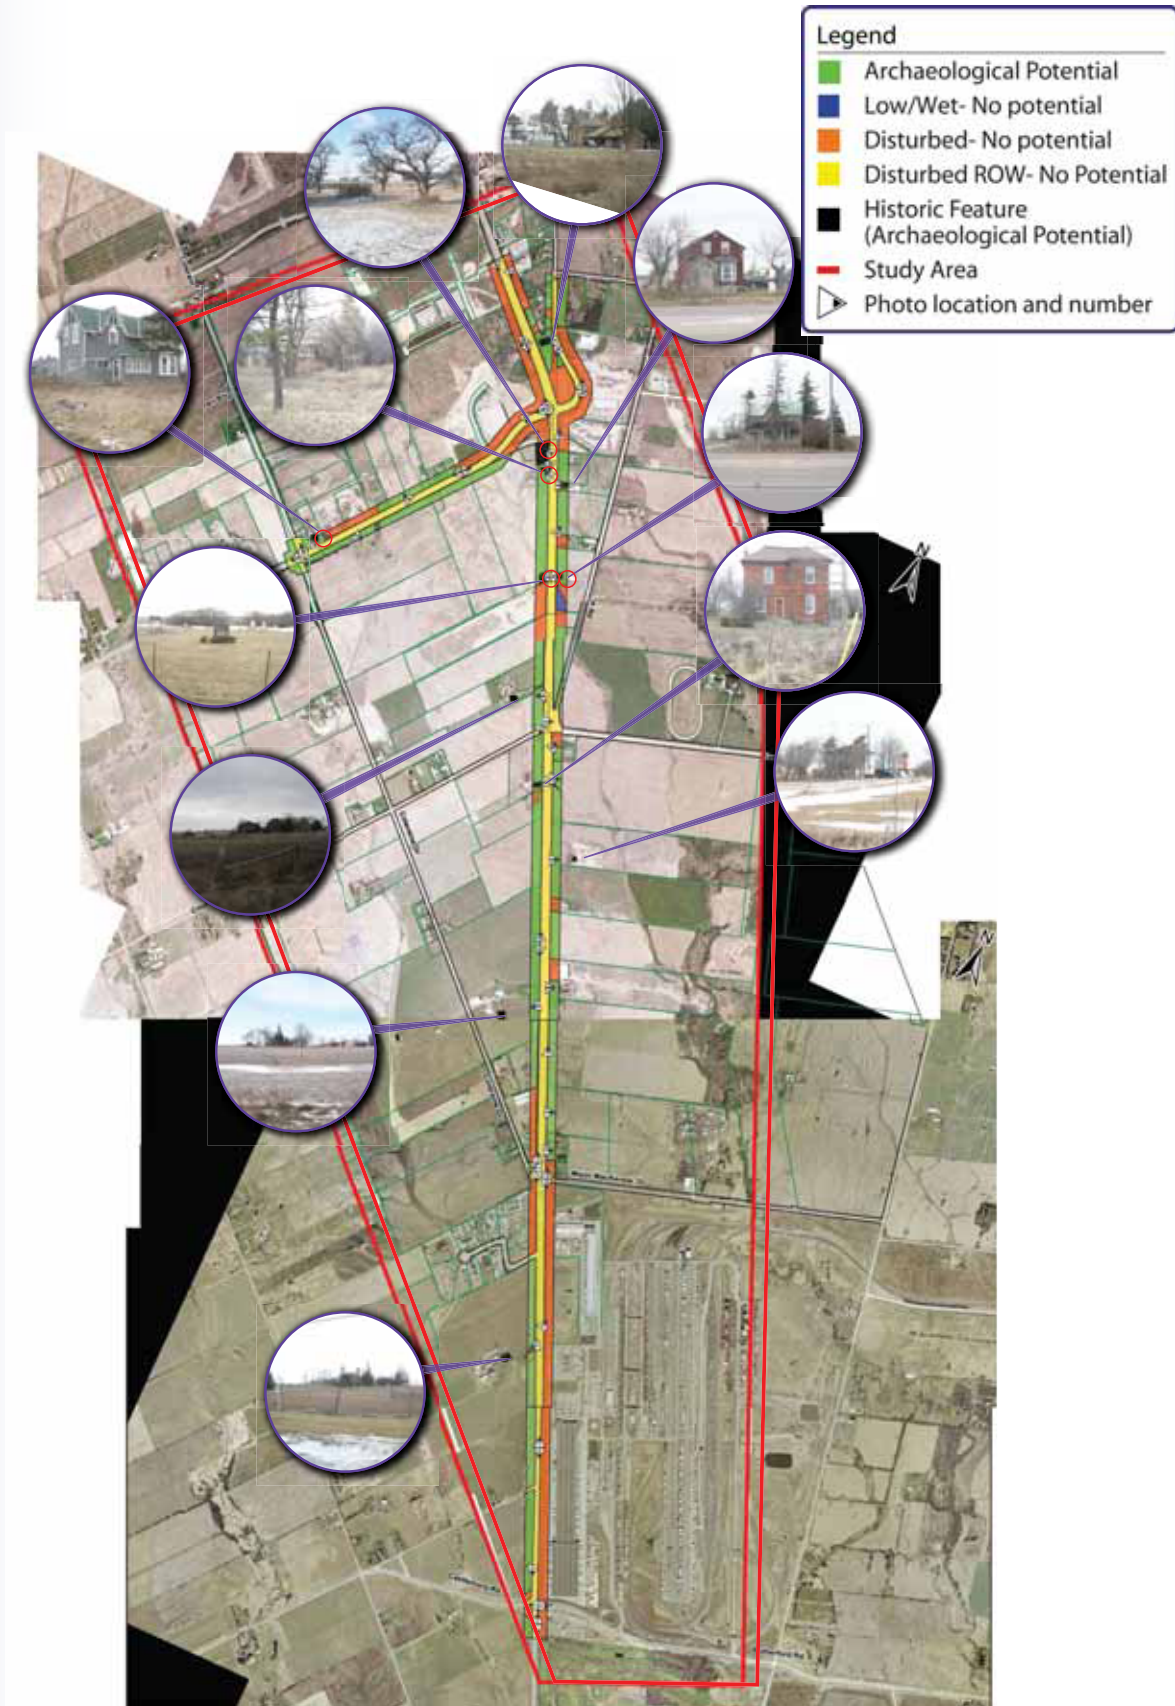 Legend
Archaeological Potential
Low/Wet- No potential
Disturbed- No potential
Disturbed ROW- No Potential
Historic Feature
(Archaeological Potential)
Study Area
Photo location and number
N
N